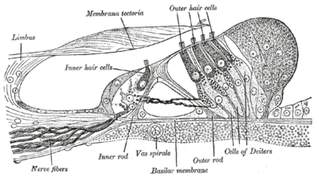 Outer hair cells
Membrana tectoria
Limbus
Inner hair cells
Nerve fibers
Inner rod
Vas spirale
Basilar membrane
Outer rod
Cells of Deiters